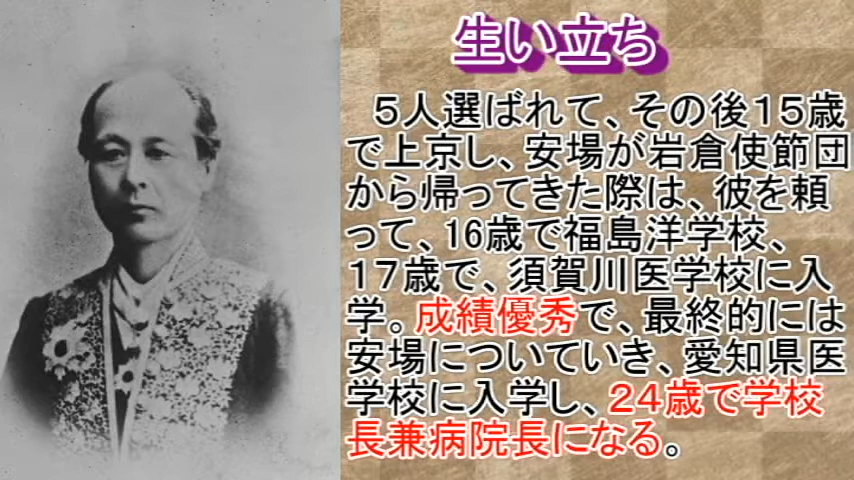 生い立ち
５人選ばれて、その後１５歳
で上京し、安場が岩倉使節団
から帰ってきた際は、彼を頼
って、16歳で福島洋学校、
１７歳で、須賀川医学校に入
学。成績優秀で、最終的には
安場についていき、愛知県医
学校に入学し、２４歳で学校
長兼病院長になる。